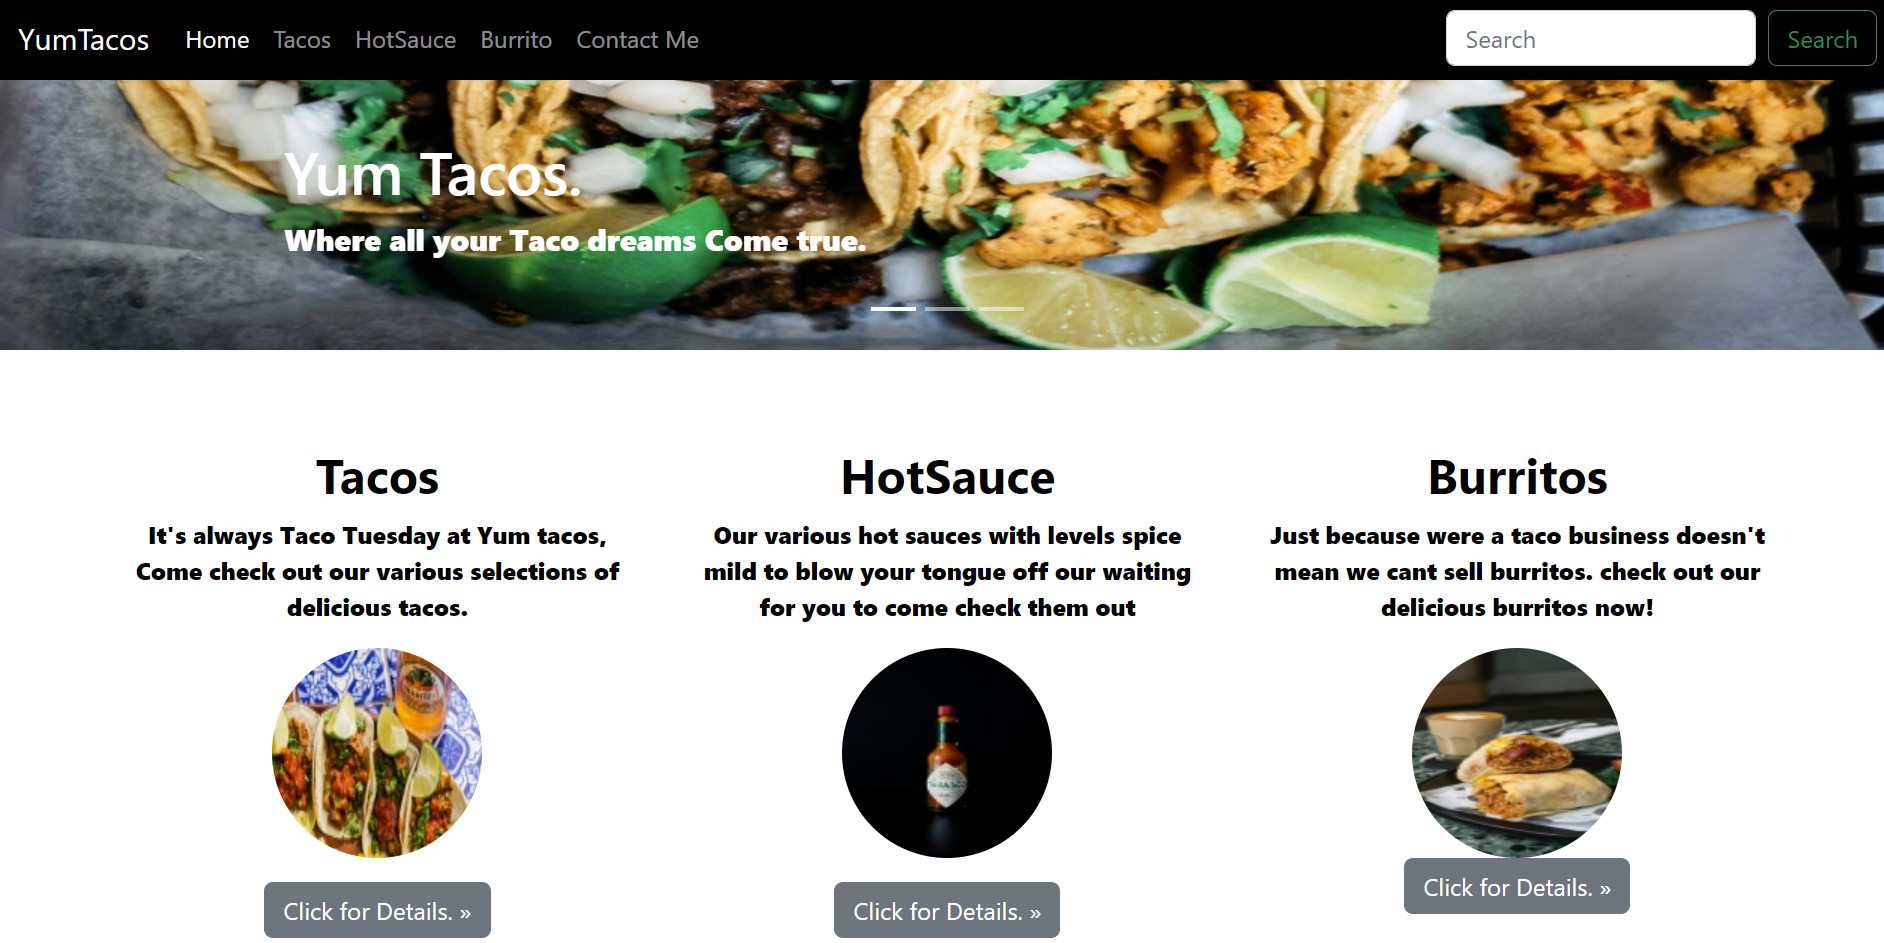 YumTacos Home Tacos HotSauce Burrito Contact Me Search Search
Yum Tacos.
Where all your Taco dreams Come true.
Tacos
It's always Taco Tuesday at Yum tacos,
Come check out our various selections of
delicious tacos.
Click for Details. »
HotSauce
Our various hot sauces with levels spice
mild to blow your tongue off our waiting
for you to come check them out
TABASCO
Click for Details. »
Burritos
Just because were a taco business doesn't
mean we cant sell burritos. check out our
delicious burritos now!
Click for Details. »